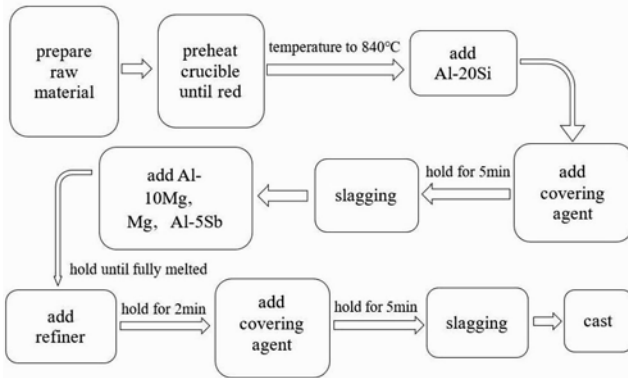 prepare
raw
material
preheat
crucible
until red
temperature to 840℃
add
Al-20Si
add
covering
agent
hold for 5min
slagging
add Al-
10Mg,
Mg, Al-5Sb
hold until fully melted
add
refiner
hold for 2min
add
covering
agent
hold for 5min
slagging
cast